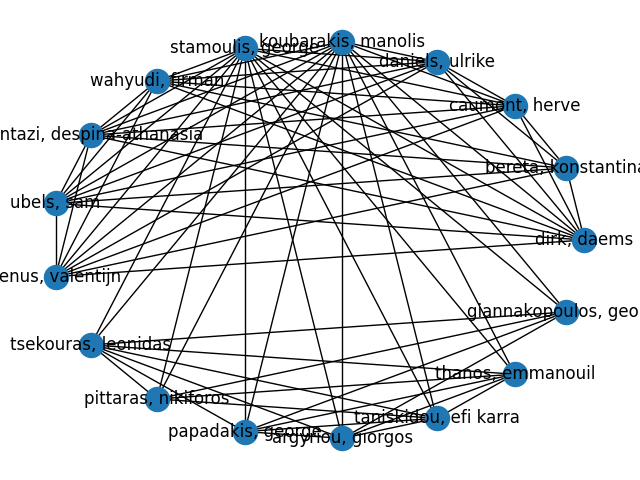 koubarakis, manolis
stamoulis, george
daniels, ulrike
wahyudi, firman
caumont, herve
ntazi, despina-athanasia
bereta, konstantina
ubels, sam
dirk, daems
enus, valentijn
giannakopoulos, geo
tsekouras, leonidas
thanos, emmanouil
pittaras, nikiforos
taniskidou, efi karra
papadakis, george
argyriou, giorgos